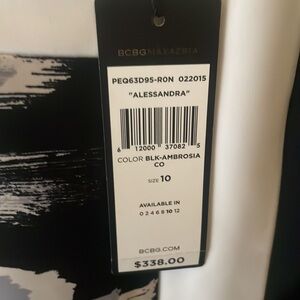 BCBGMAXAZRIA
PEQ63D95-R0N 022015
"ALESSANDRA"
6 12000 37082 5
COLOR BLK-AMBROSIA
CO
SIZE 10
AVAILABLE IN
0 2 4 6 8 10 12
BCBG.COM
$338.00